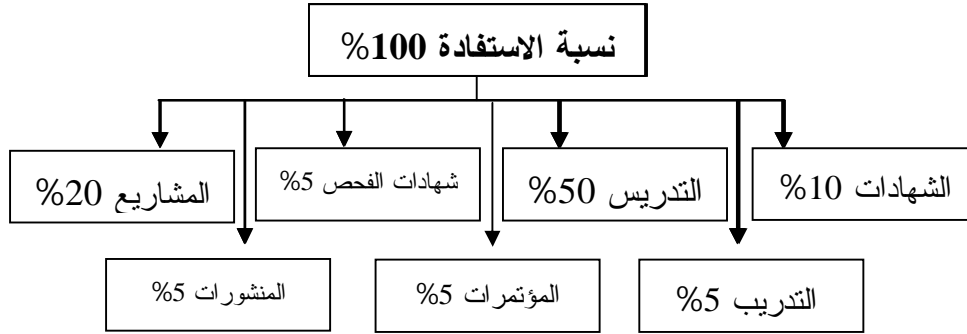 نسبة الاستفادة 100%
الشهادات 10%
التدريس 50%
شهادات الفحص 5%
المشاريع 20%
التدريب 5%
المؤتمرات 5%
المنشورات 5%